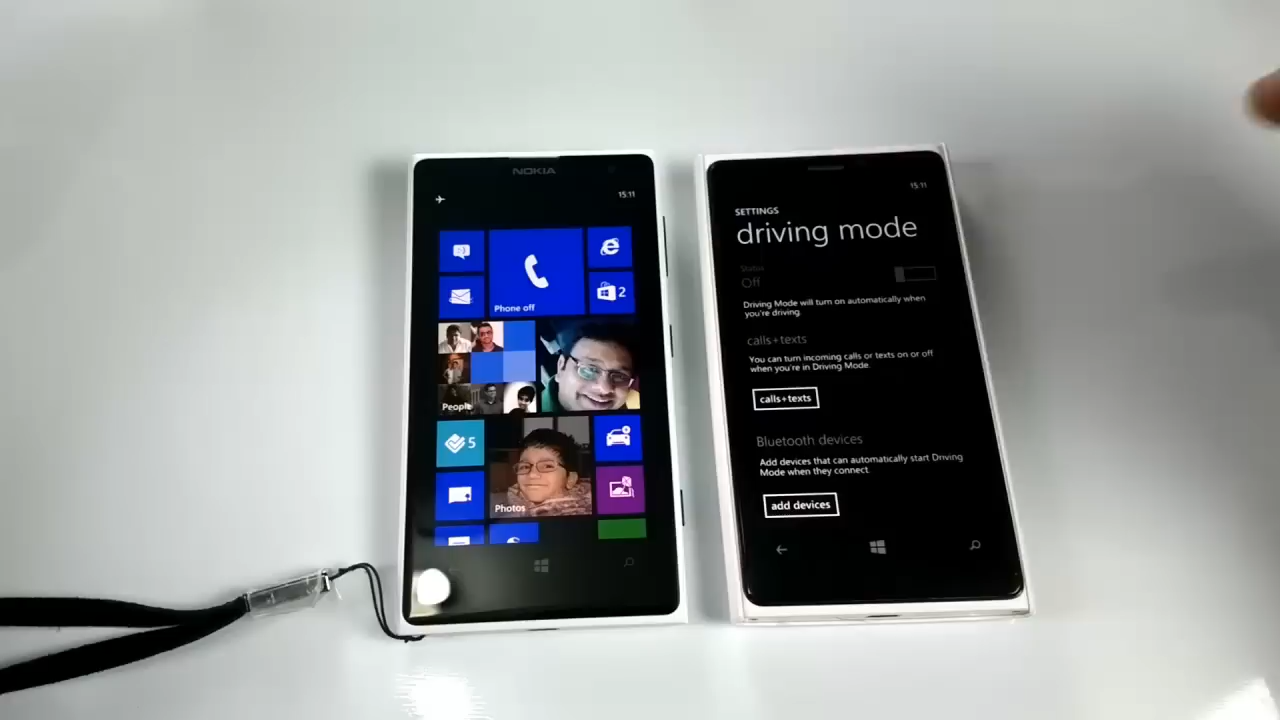 NOKIA
15:11
Phone off
2
People
5
Photos
15:11
SETTINGS
driving mode
Status
Off
Driving Mode will turn on automatically when
you're driving.
calls+texts
You can turn incoming calls or texts on or off
when you're in Driving Mode.
calls+texts
Bluetooth devices
Add devices that can automatically start Driving
Mode when they connect.
add devices